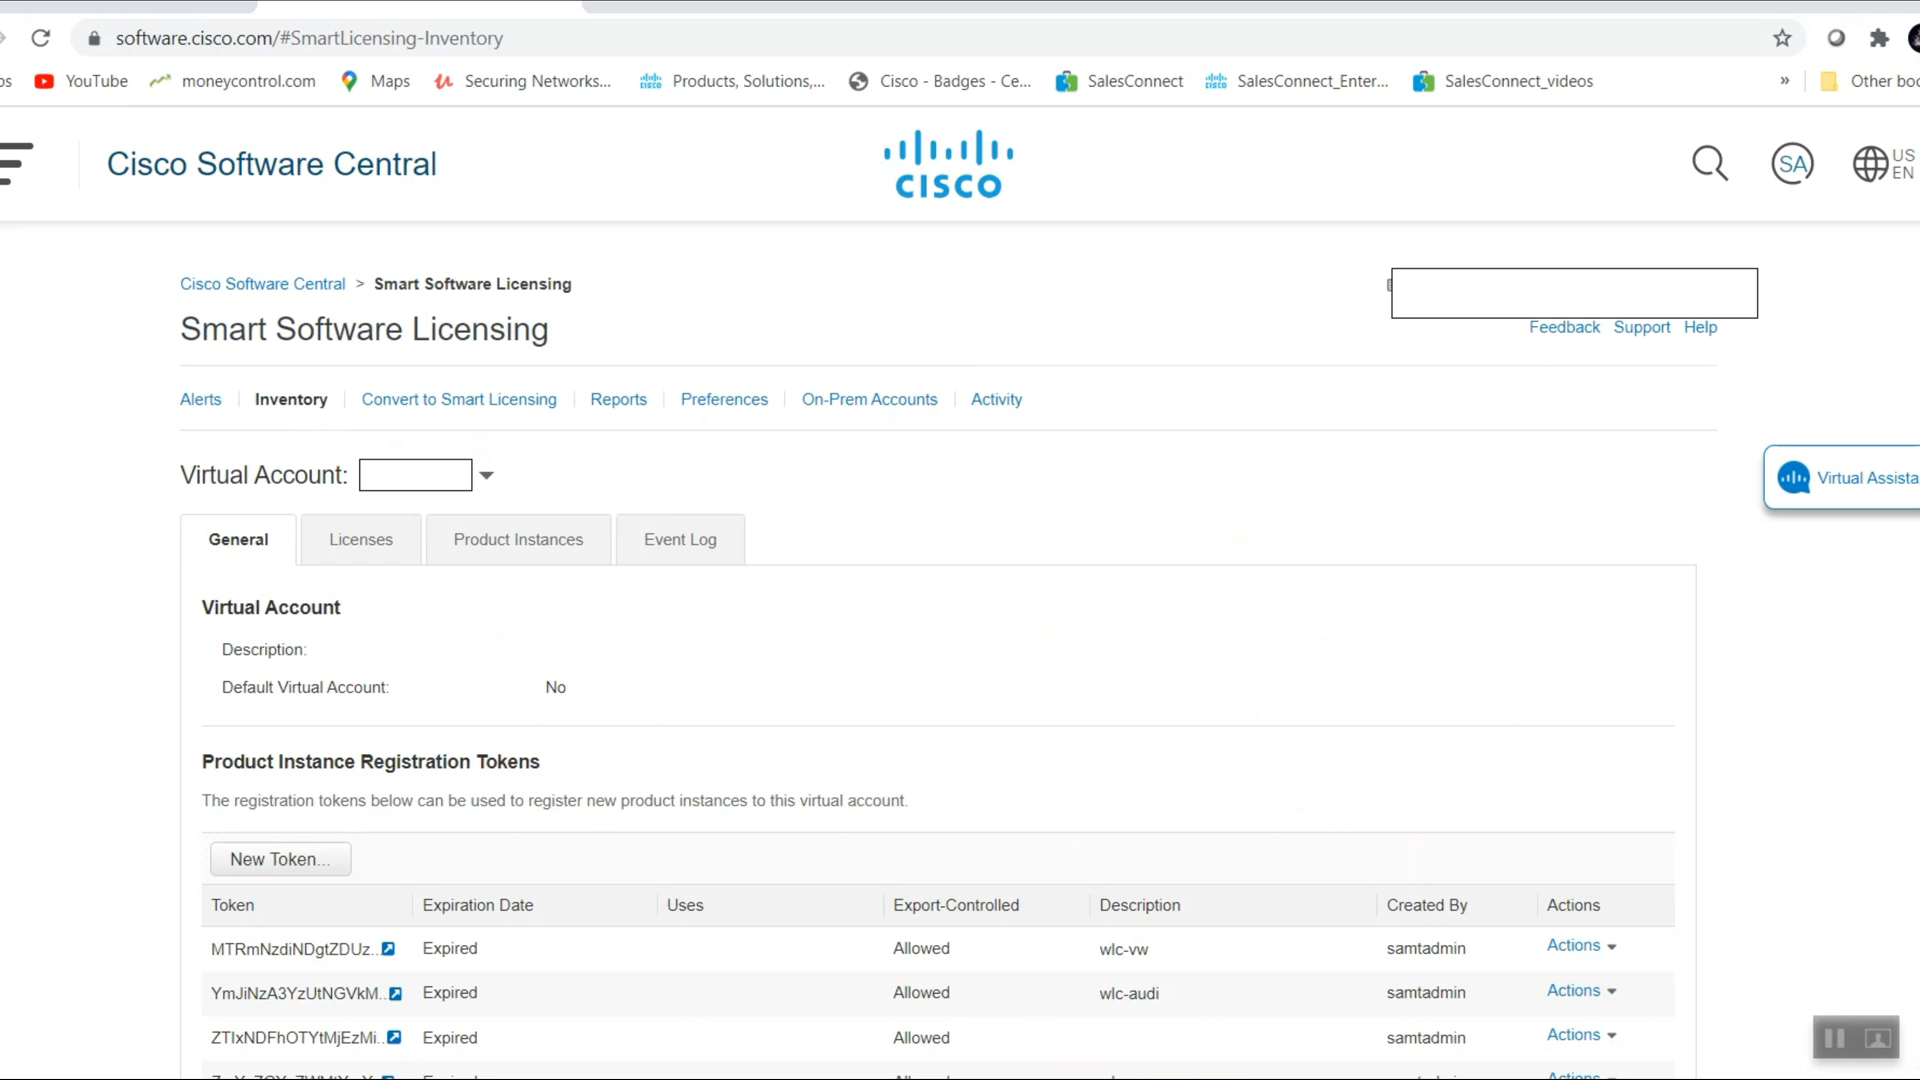 software.cisco.com/#SmartLicensing-Inventory
YouTube moneycontrol.com Maps Securing Networks... Products, Solutions,... Cisco - Badges - Ce... SalesConnect SalesConnect_Enter... SalesConnect_videos » Other boo
Cisco Software Central
CISCO
SA
US
EN
Cisco Software Central > Smart Software Licensing
Smart Software Licensing
Feedback Support Help
Alerts Inventory Convert to Smart Licensing Reports Preferences On-Prem Accounts Activity
Virtual Account:
Virtual Assista
General Licenses Product Instances Event Log
Virtual Account
Description:
Default Virtual Account: No
Product Instance Registration Tokens
The registration tokens below can be used to register new product instances to this virtual account.
New Token...
Token Expiration Date Uses Export-Controlled Description Created By Actions
MTRmNzdiNDgtZDUz... Expired Allowed wlc-vw samtadmin Actions
YmJiNzA3YzUtNGVkM... Expired Allowed wlc-audi samtadmin Actions
ZTIxNDFhOTYtMjEzMi... Expired Allowed samtadmin Actions